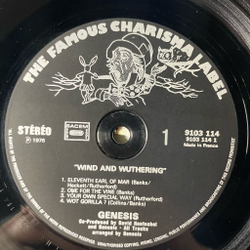 THE FAMOUS CHARISMA LABEL
STÉRÉO
℗ 1976
SACEM
1
9103 114
9103 114 1
Made in France
"WIND AND WUTHERING"
1. ELEVENTH EARL OF MAR (Banks/
Hackett/Rutherford)
2. ONE FOR THE VINE (Banks)
3. YOUR OWN SPECIAL WAY (Rutherford)
4. WOT GORILLA ? (Collins/Banks)
GENESIS
Co-Produced by David Hentschel
and Genesis - All Tracks
arranged by Genesis